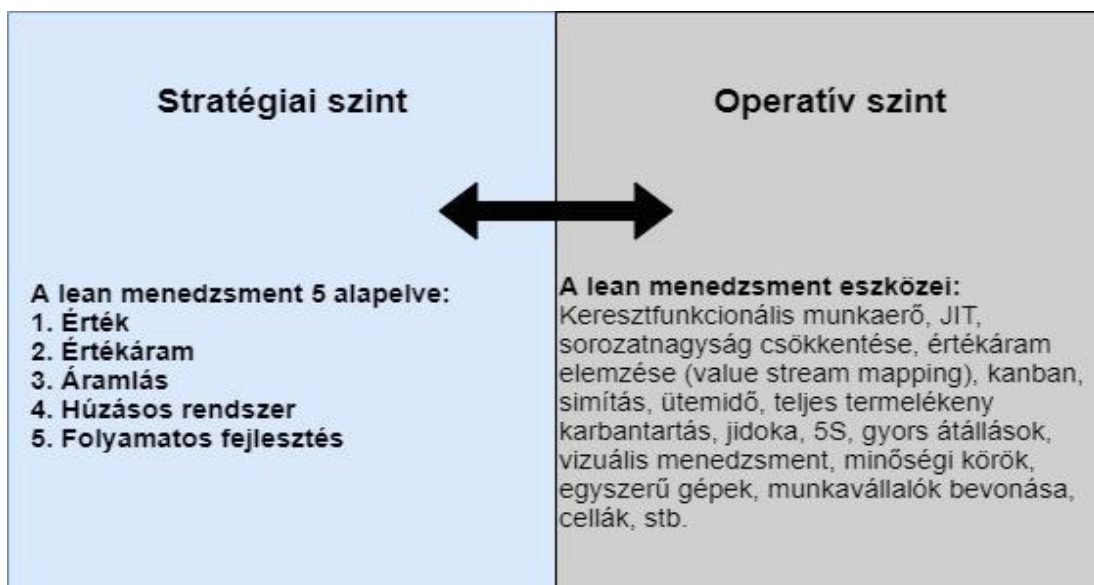 Stratégiai szint
A lean menedzsment 5 alapelve:
1. Érték
2. Értékáram
3. Áramlás
4. Húzásos rendszer
5. Folyamatos fejlesztés
Operatív szint
A lean menedzsment eszközei:
Keresztfunkcionális munkaerő, JIT,
sorozatnagyság csökkentése, értékáram
elemzése (value stream mapping), kanban,
simítás, ütemidő, teljes termelékeny
karbantartás, jidoka, 5S, gyors átállások,
vizuális menedzsment, minőségi körök,
egyszerű gépek, munkavállalók bevonása,
cellák, stb.